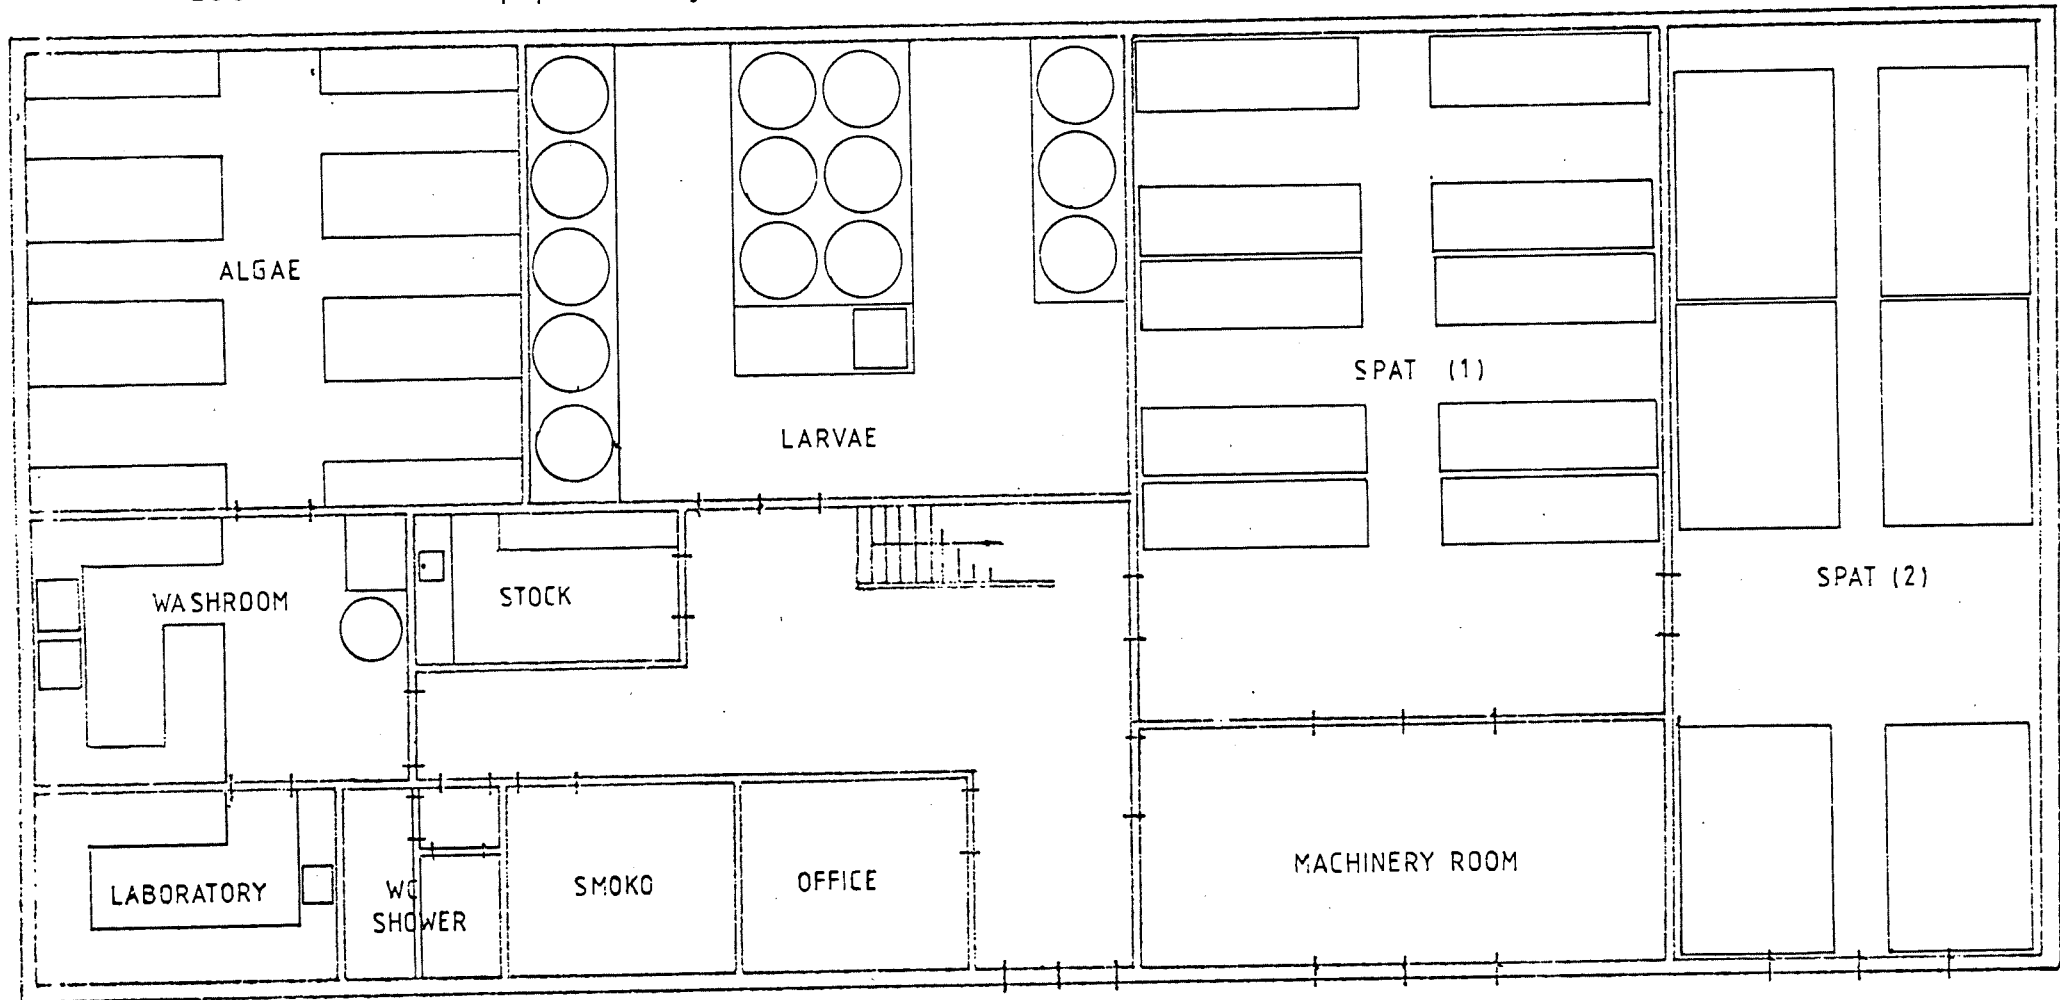 ALGAE
LARVAE
SPAT (1)
SPAT (2)
WASHROOM
STOCK
LABORATORY
WC
SHOWER
SMOKO
OFFICE
MACHINERY ROOM